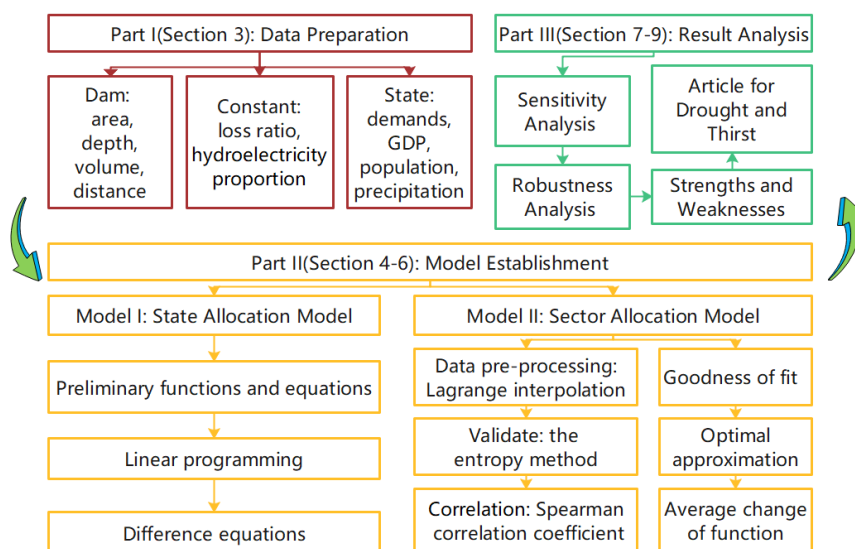 Part I(Section 3): Data Preparation
Dam:
area,
depth,
volume,
distance
Constant:
loss ratio,
hydroelectricity
proportion
State:
demands,
GDP,
population,
precipitation
Part III(Section 7-9): Result Analysis
Sensitivity
Analysis
Article for
Drought and
Thirst
Robustness
Analysis
Strengths and
Weaknesses
Part II(Section 4-6): Model Establishment
Model I: State Allocation Model
Preliminary functions and equations
Linear programming
Difference equations
Model II: Sector Allocation Model
Data pre-processing:
Lagrange interpolation
Validate: the
entropy method
Correlation: Spearman
correlation coefficient
Goodness of fit
Optimal
approximation
Average change
of function